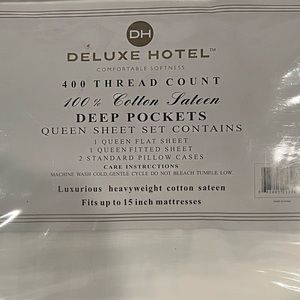 DH
DELUXE HOTEL™
COMFORTABLE SOFTNESS
400 THREAD COUNT
100% Cotton Sateen
DEEP POCKETS
QUEEN SHEET SET CONTAINS
1 QUEEN FLAT SHEET
1 QUEEN FITTED SHEET
2 STANDARD PILLOW CASES
CARE INSTRUCTIONS
MACHINE WASH COLD, GENTLE CYCLE DO NOT BLEACH TUMBLE LOW.
Luxurious heavyweight cotton sateen
Fits up to 15 inch mattresses